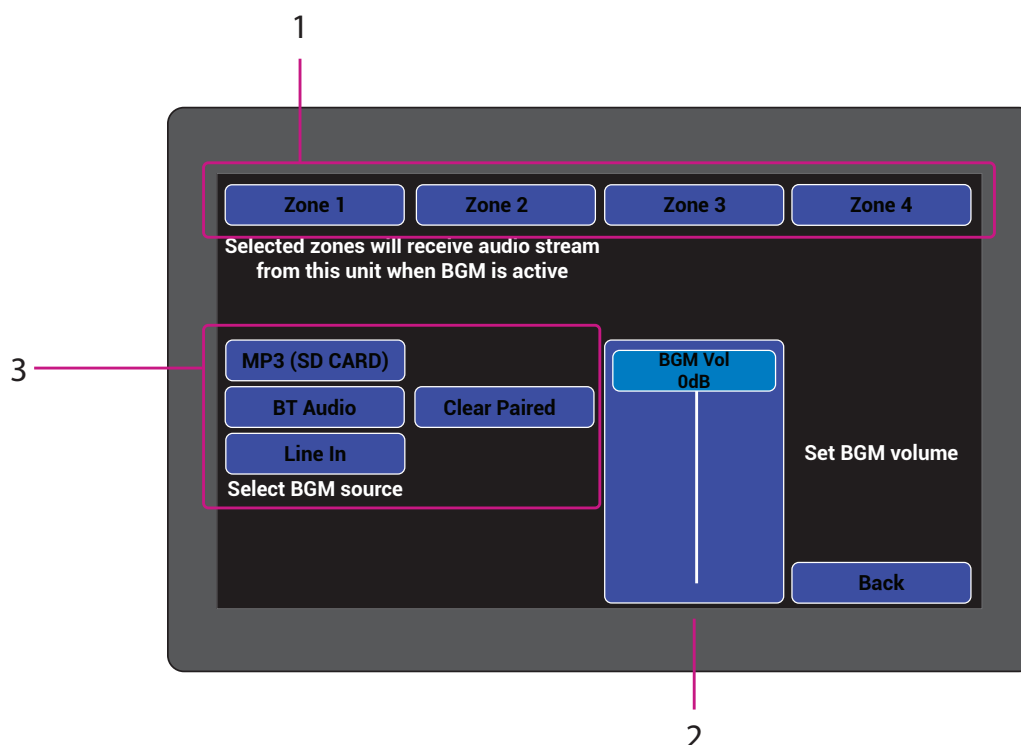 1
Zone 1
Zone 2
Zone 3
Zone 4
Selected zones will receive audio stream
from this unit when BGM is active
3
MP3 (SD CARD)
BT Audio
Clear Paired
Line In
Select BGM source
BGM Vol
0dB
Set BGM volume
Back
2